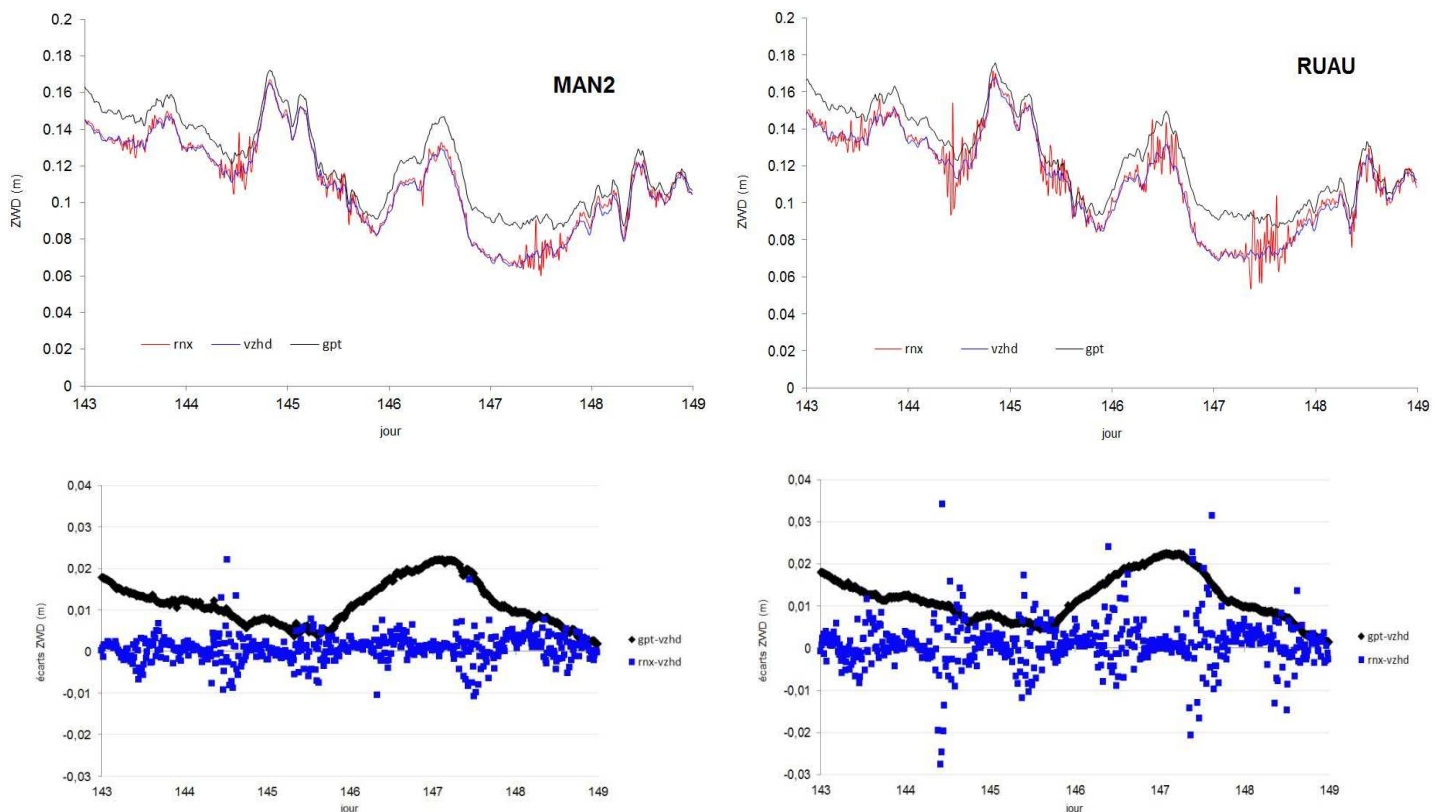 MAN2
0.2
0.18
0.16
0.14
0.12
0.1
0.08
0.06
0.04
0.02
0
ZWD (m)
rnx vzhd gpt
143 144 145 146 147 148 149
jour
RUAU
0.2
0.18
0.16
0.14
0.12
0.1
0.08
0.06
0.04
0.02
0
ZWD (m)
rnx vzhd gpt
143 144 145 146 147 148 149
jour
0,04
0,03
0,02
0,01
0
-0,01
-0,02
-0,03
écarts ZWD (m)
gpt-vzhd
rnx-vzhd
143 144 145 146 147 148 149
jour
0,04
0,03
0,02
0,01
0
-0,01
-0,02
-0,03
écarts ZWD (m)
gpt-vzhd
rnx-vzhd
143 144 145 146 147 148 149
jour